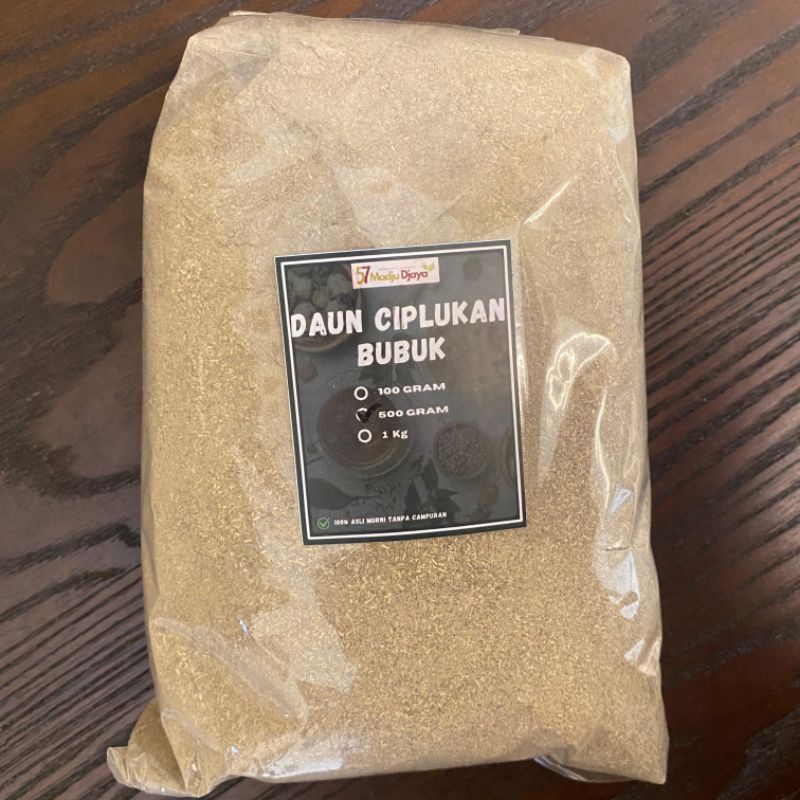 57 Madju Djaya
DAUN CIPLUKAN
BUBUK
100 GRAM
500 GRAM
1 Kg
100% ASLI MURNI TANPA CAMPURAN